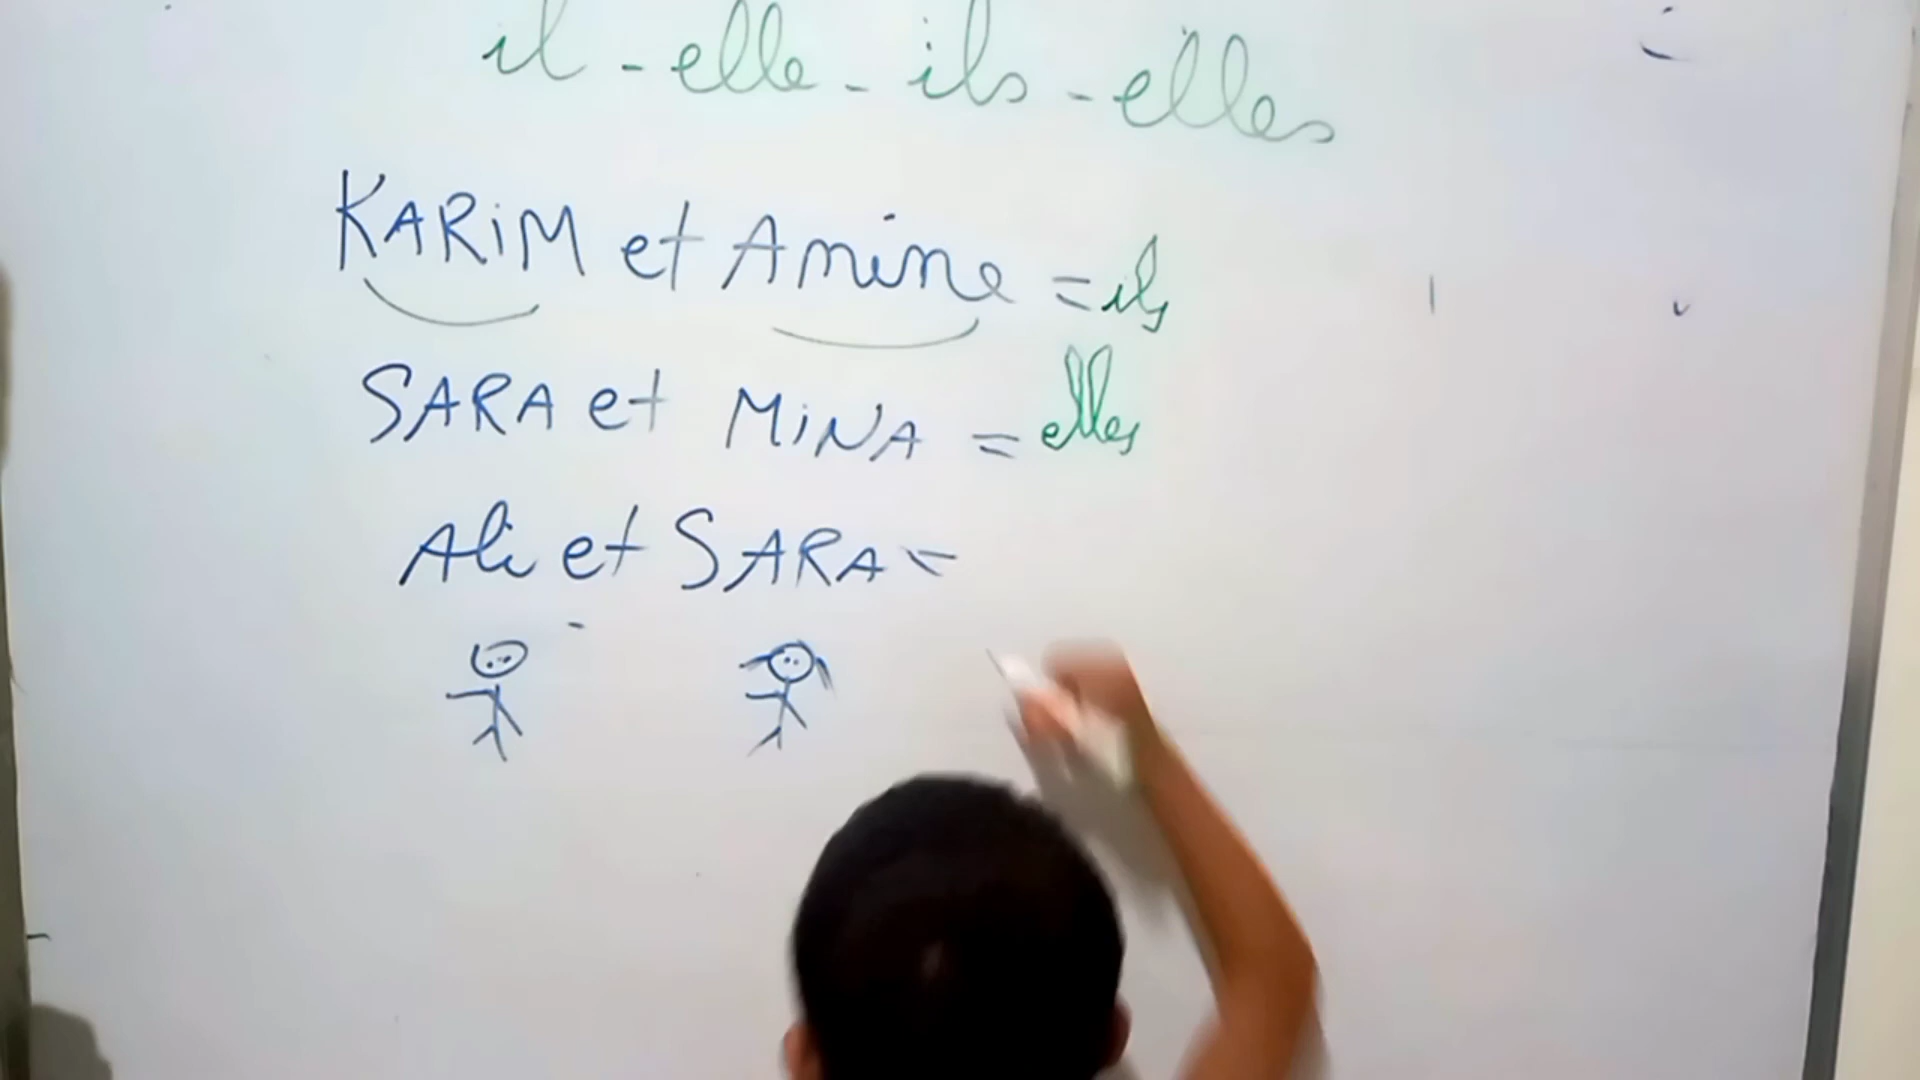 il - elle - ils - elles
KARiM et Amine = ils
SARA et MiNA = elles
Ali et SARA =